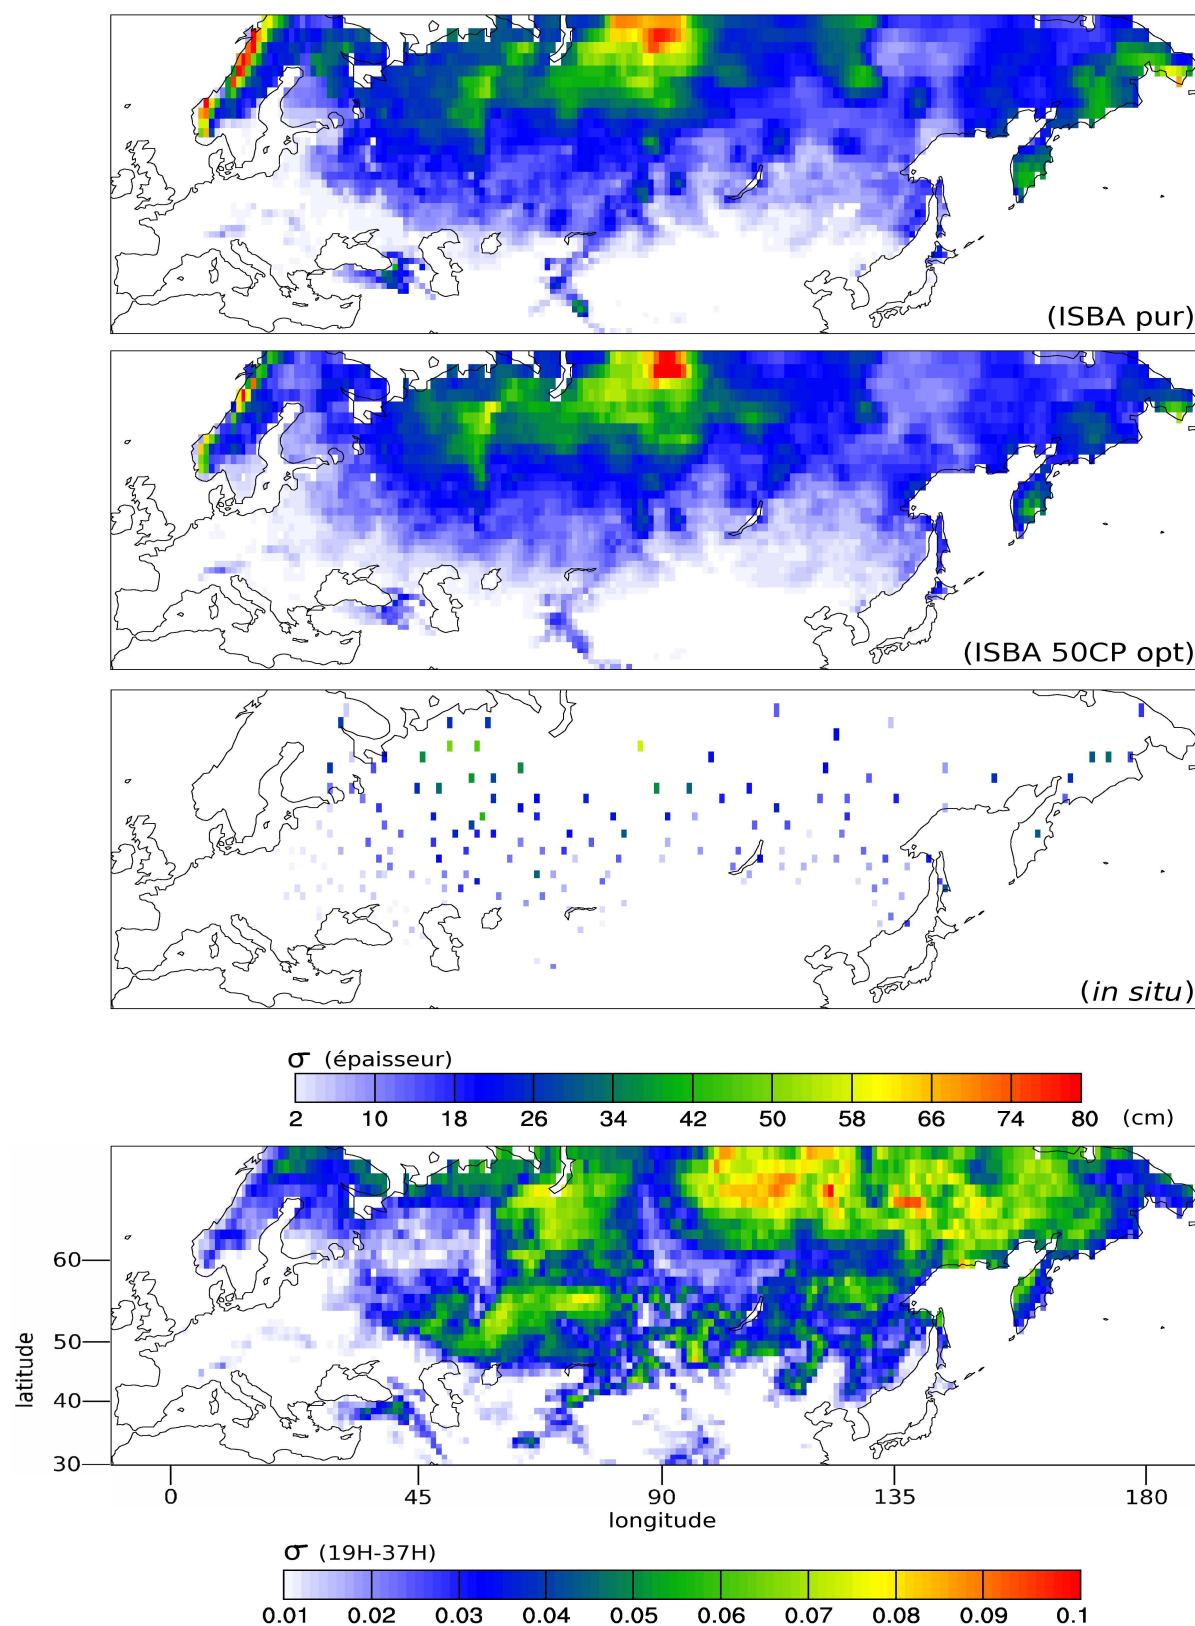 (ISBA pur)
(ISBA 50CP opt)
(in situ)
σ (épaisseur)
2 10 18 26 34 42 50 58 66 74 80 (cm)
60
50
40
30
latitude
0 45 90 135 180
longitude
σ (19H-37H)
0.01 0.02 0.03 0.04 0.05 0.06 0.07 0.08 0.09 0.1